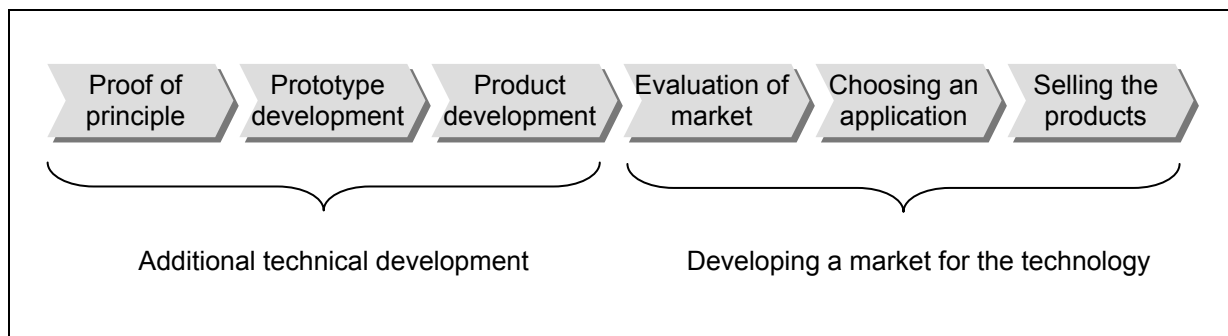 Proof of
principle
Prototype
development
Product
development
Evaluation of
market
Choosing an
application
Selling the
products
Additional technical development
Developing a market for the technology